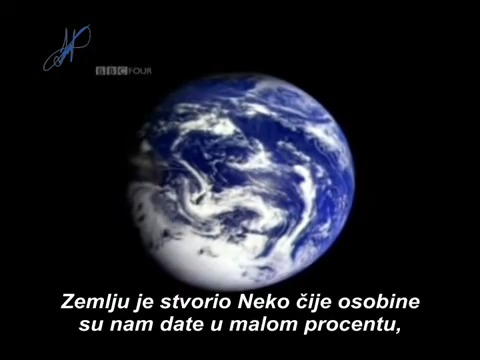 BBC FOUR
Zemlju je stvorio Neko čije osobine
su nam date u malom procentu,